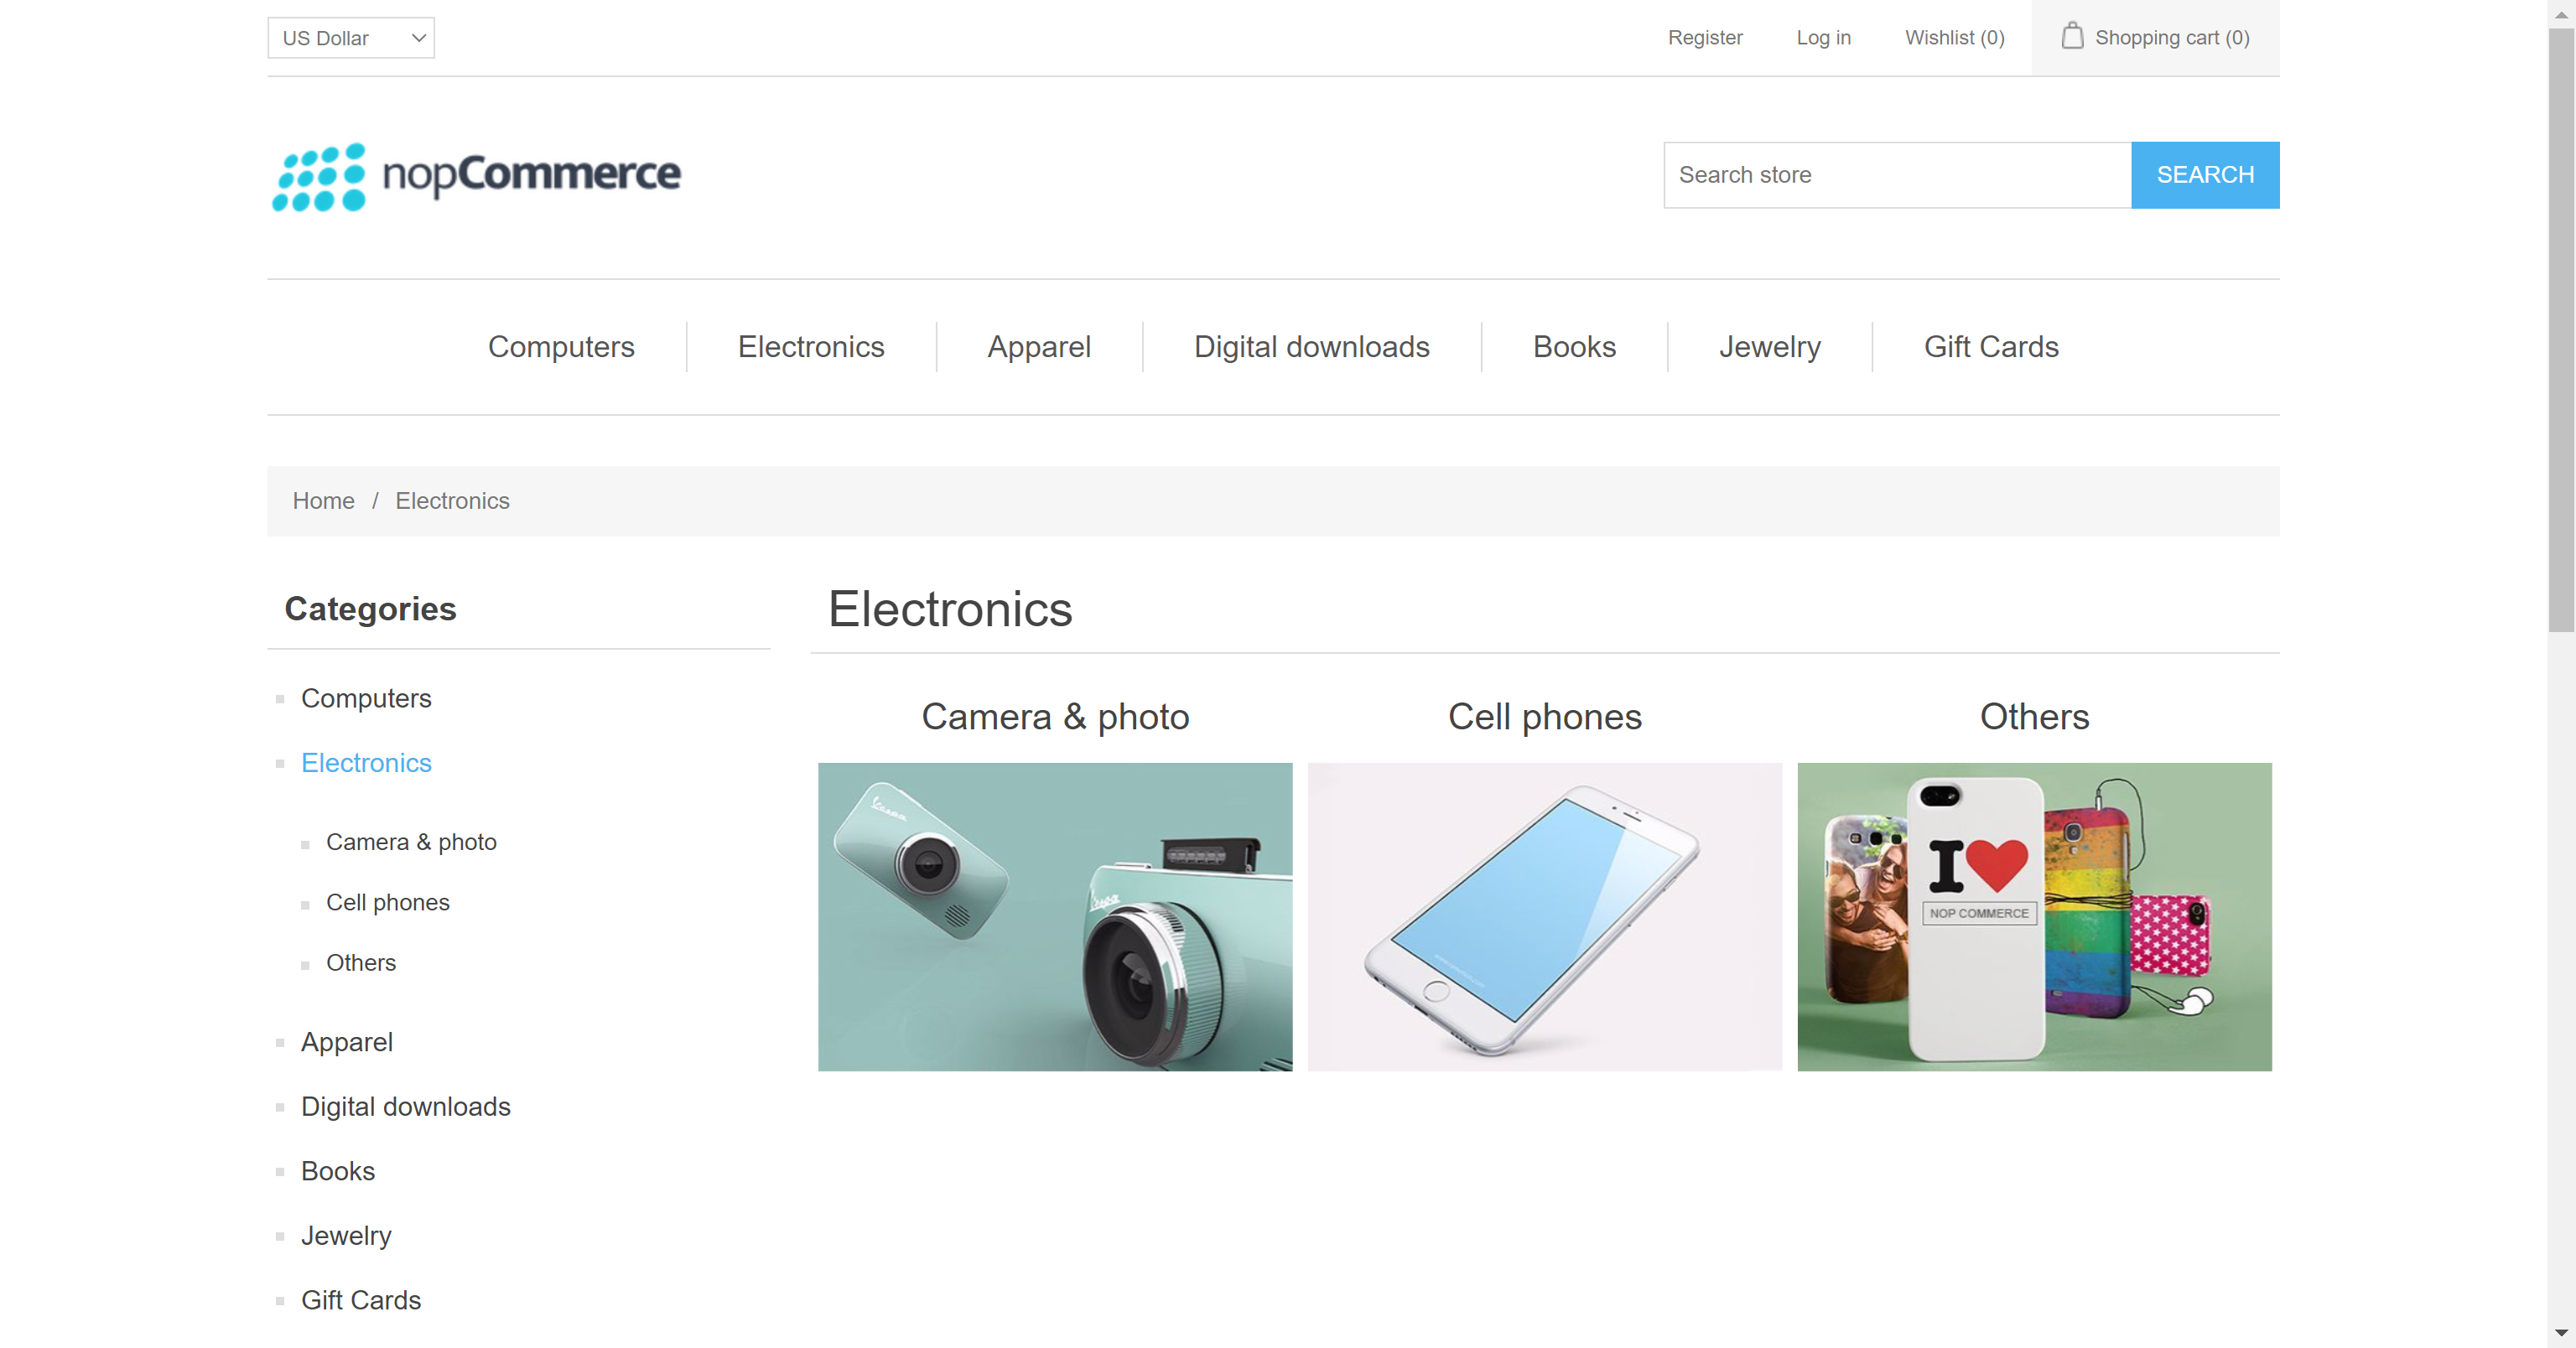 US Dollar
Register
Log in
Wishlist (0)
Shopping cart (0)
nopCommerce
Search store
SEARCH
Computers
Electronics
Apparel
Digital downloads
Books
Jewelry
Gift Cards
Home / Electronics
Categories
Computers
Electronics
Camera & photo
Cell phones
Others
Apparel
Digital downloads
Books
Jewelry
Gift Cards
Electronics
Camera & photo
Cell phones
Others
Vespa
Vespa
I
NOP COMMERCE